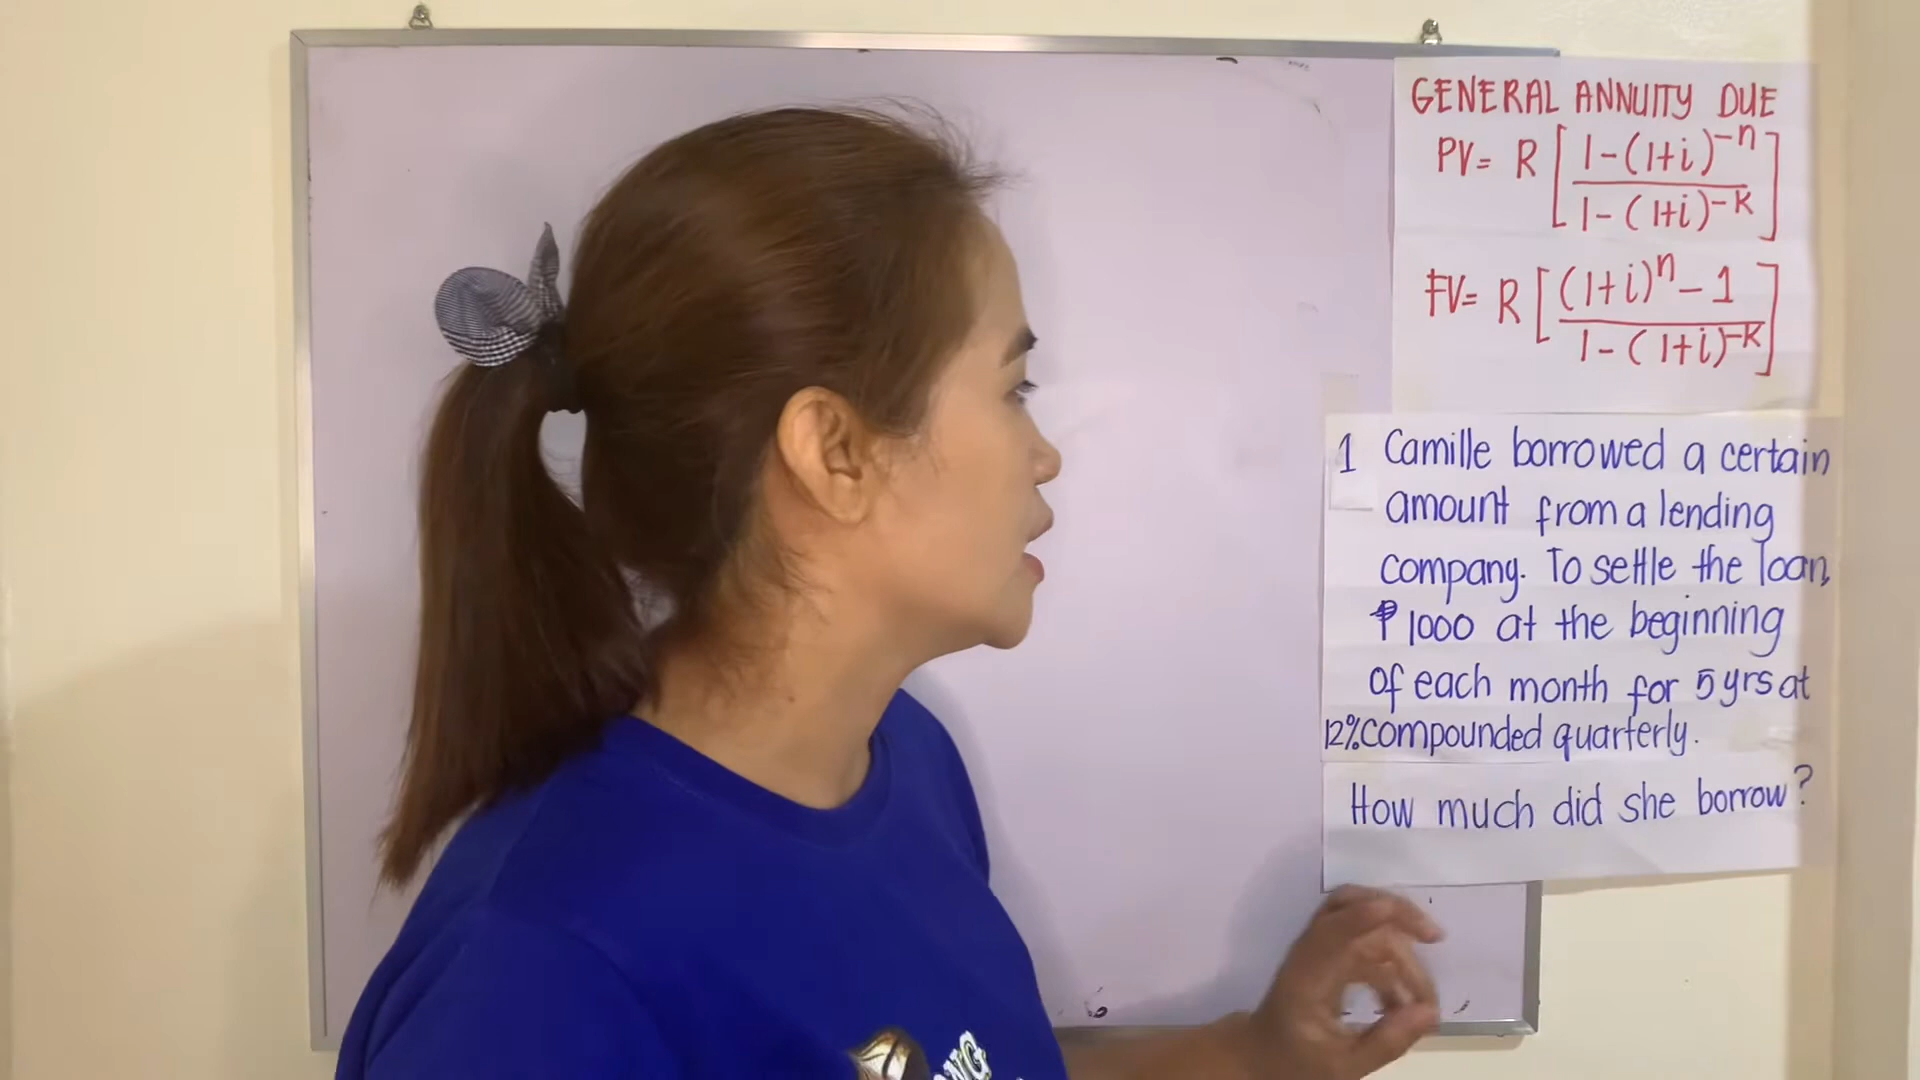 GENERAL ANNUITY DUE
PV= R [ 1-(1+i)^-n / 1-(1+i)^-k ]
FV= R [ (1+i)^n - 1 / 1-(1+i)^-k ]
1 Camille borrowed a certain
amount from a lending
company. To settle the loan,
₱1000 at the beginning
of each month for 5 yrs at
12% compounded quarterly.
How much did she borrow?